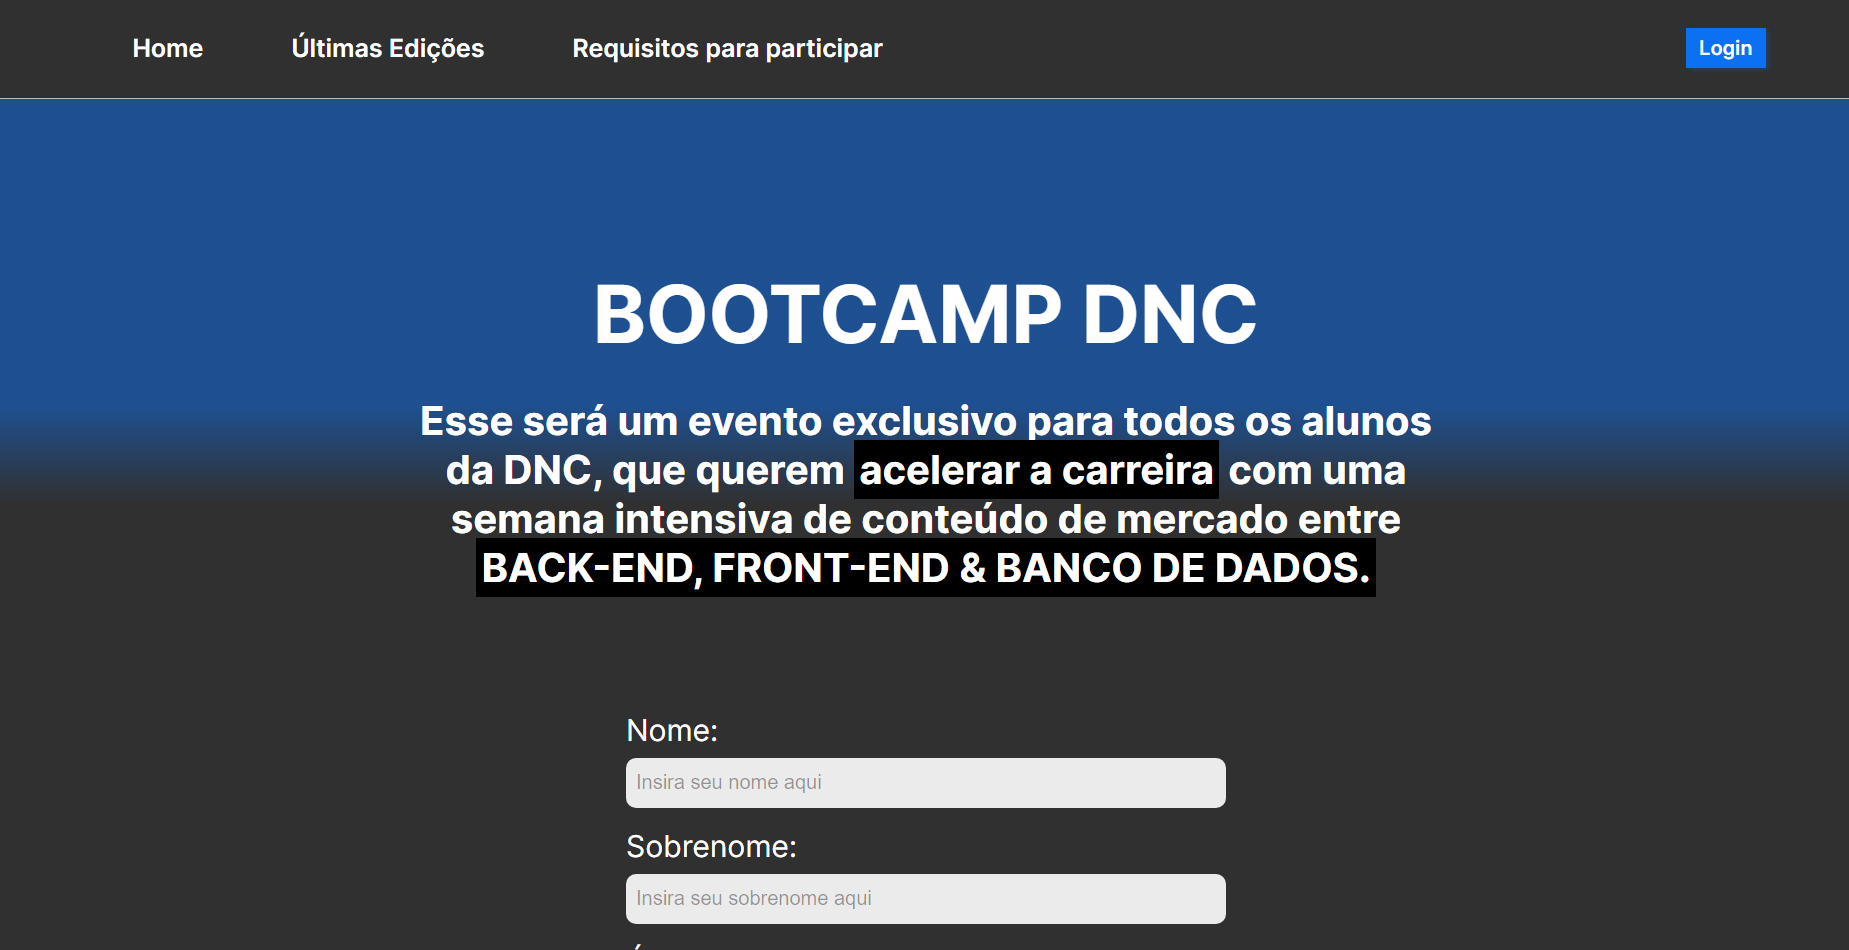 Home
Últimas Edições
Requisitos para participar
Login
BOOTCAMP DNC
Esse será um evento exclusivo para todos os alunos
da DNC, que querem acelerar a carreira com uma
semana intensiva de conteúdo de mercado entre
BACK-END, FRONT-END & BANCO DE DADOS.
Nome:
Insira seu nome aqui
Sobrenome:
Insira seu sobrenome aqui